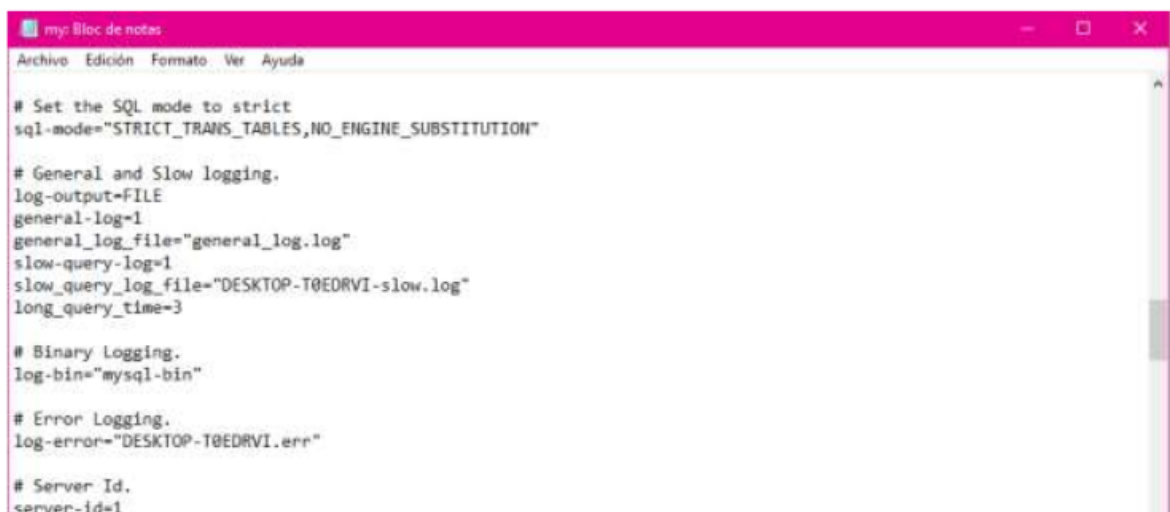 my: Bloc de notas
Archivo Edición Formato Ver Ayuda
# Set the SQL mode to strict
sql-mode="STRICT_TRANS_TABLES,NO_ENGINE_SUBSTITUTION"
# General and Slow logging.
log-output=FILE
general-log=1
general_log_file="general_log.log"
slow-query-log=1
slow_query_log_file="DESKTOP-T0EDRVI-slow.log"
long_query_time=3
# Binary Logging.
log-bin="mysql-bin"
# Error Logging.
log-error="DESKTOP-T0EDRVI.err"
# Server Id.
server-id=1